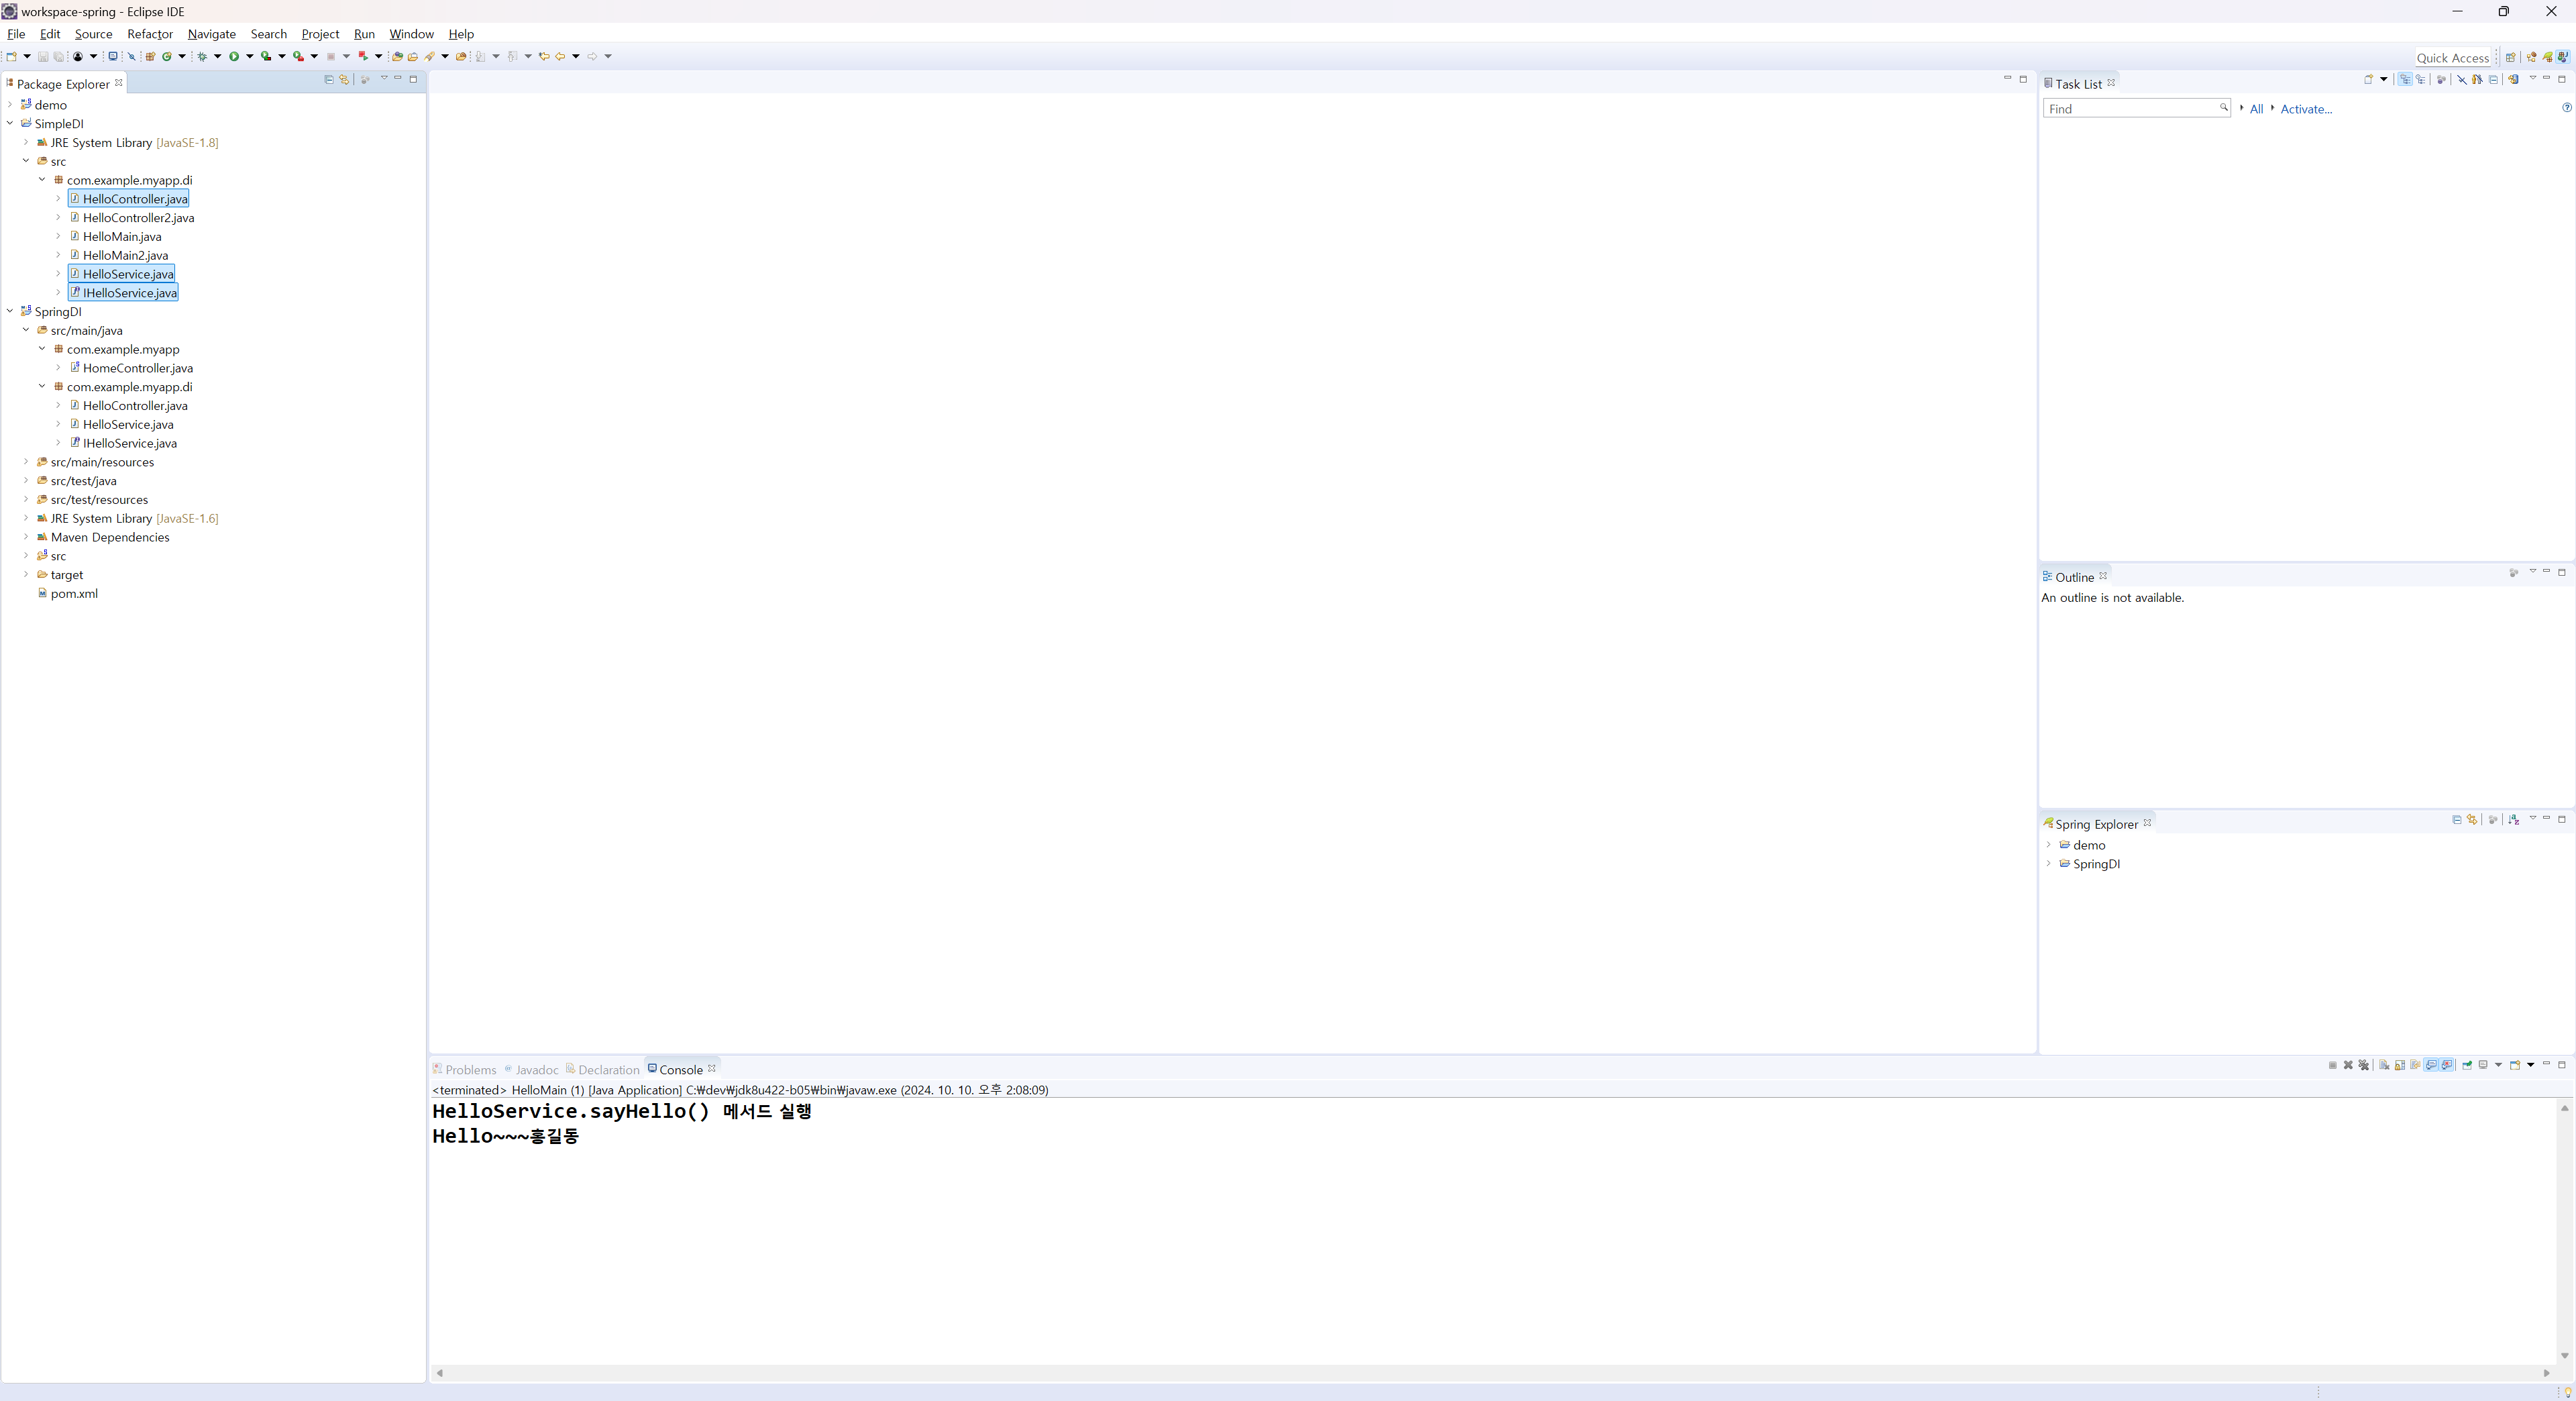 workspace-spring - Eclipse IDE
File Edit Source Refactor Navigate Search Project Run Window Help
Quick Access
Package Explorer
demo
SimpleDI
JRE System Library [JavaSE-1.8]
src
com.example.myapp.di
HelloController.java
HelloController2.java
HelloMain.java
HelloMain2.java
HelloService.java
IHelloService.java
SpringDI
src/main/java
com.example.myapp
HomeController.java
com.example.myapp.di
HelloController.java
HelloService.java
IHelloService.java
src/main/resources
src/test/java
src/test/resources
JRE System Library [JavaSE-1.6]
Maven Dependencies
src
target
pom.xml
Task List
Find All Activate...
Outline
An outline is not available.
Spring Explorer
demo
SpringDI
Problems Javadoc Declaration Console
<terminated> HelloMain (1) [Java Application] C:₩dev₩jdk8u422-b05₩bin₩javaw.exe (2024. 10. 10. 오후 2:08:09)
HelloService.sayHello() 메서드 실행
Hello~~~홍길동